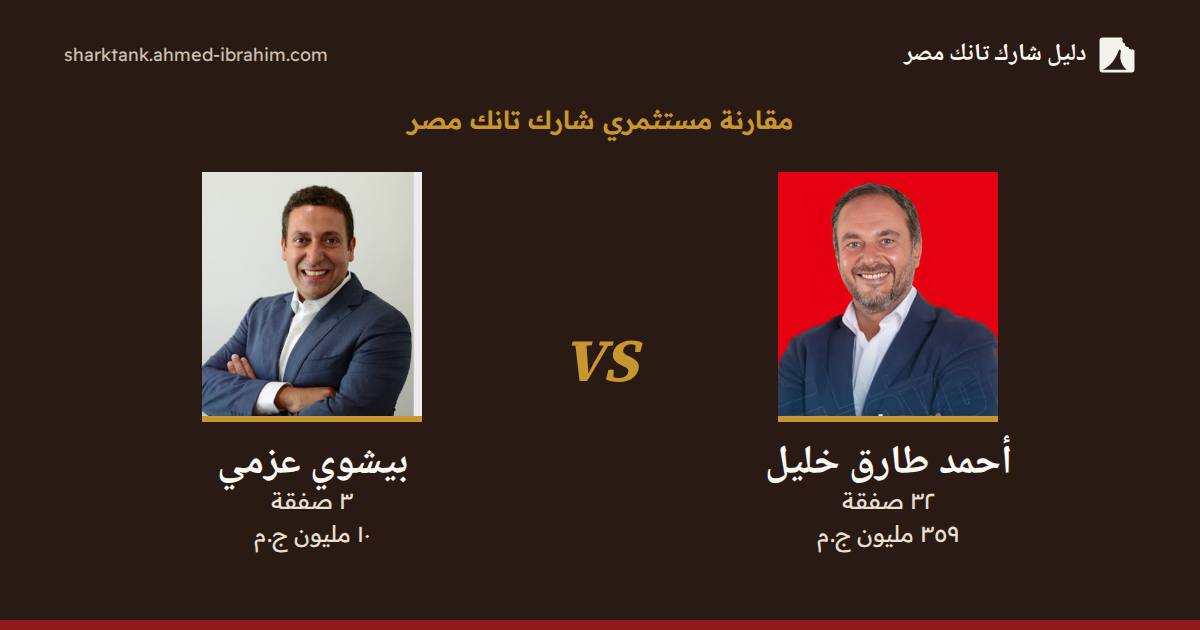 دليل شارك تانك مصر
sharktank.ahmed-ibrahim.com
مقارنة مستثمري شارك تانك مصر
أحمد طارق خليل
٣٢ صفقة
٣٥٩ مليون ج.م
VS
بيشوي عزمي
٣ صفقة
١٠ مليون ج.م